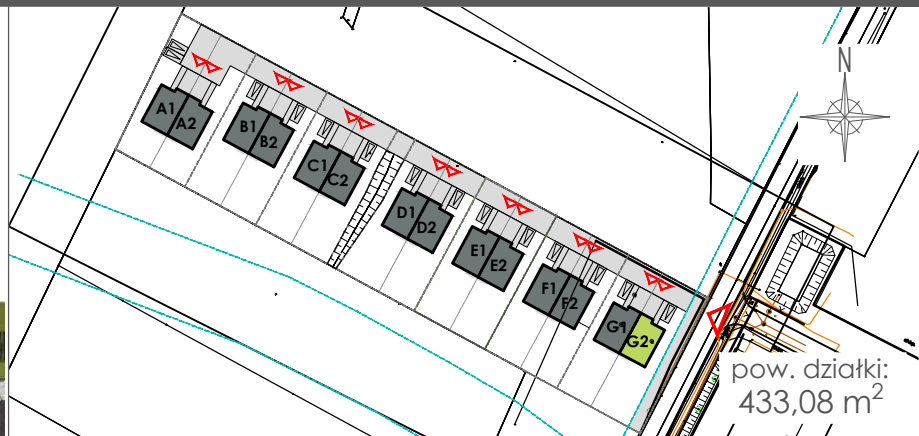 N
A1
A2
B1
B2
C1
C2
D1
D2
E1
E2
F1
F2
G1
G2
pow. działki:
433,08 m²